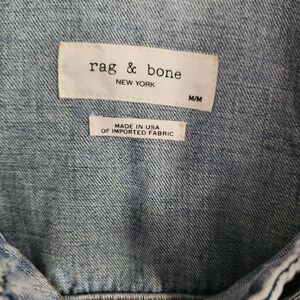 rag & bone
NEW YORK
M/M
MADE IN USA
OF IMPORTED FABRIC